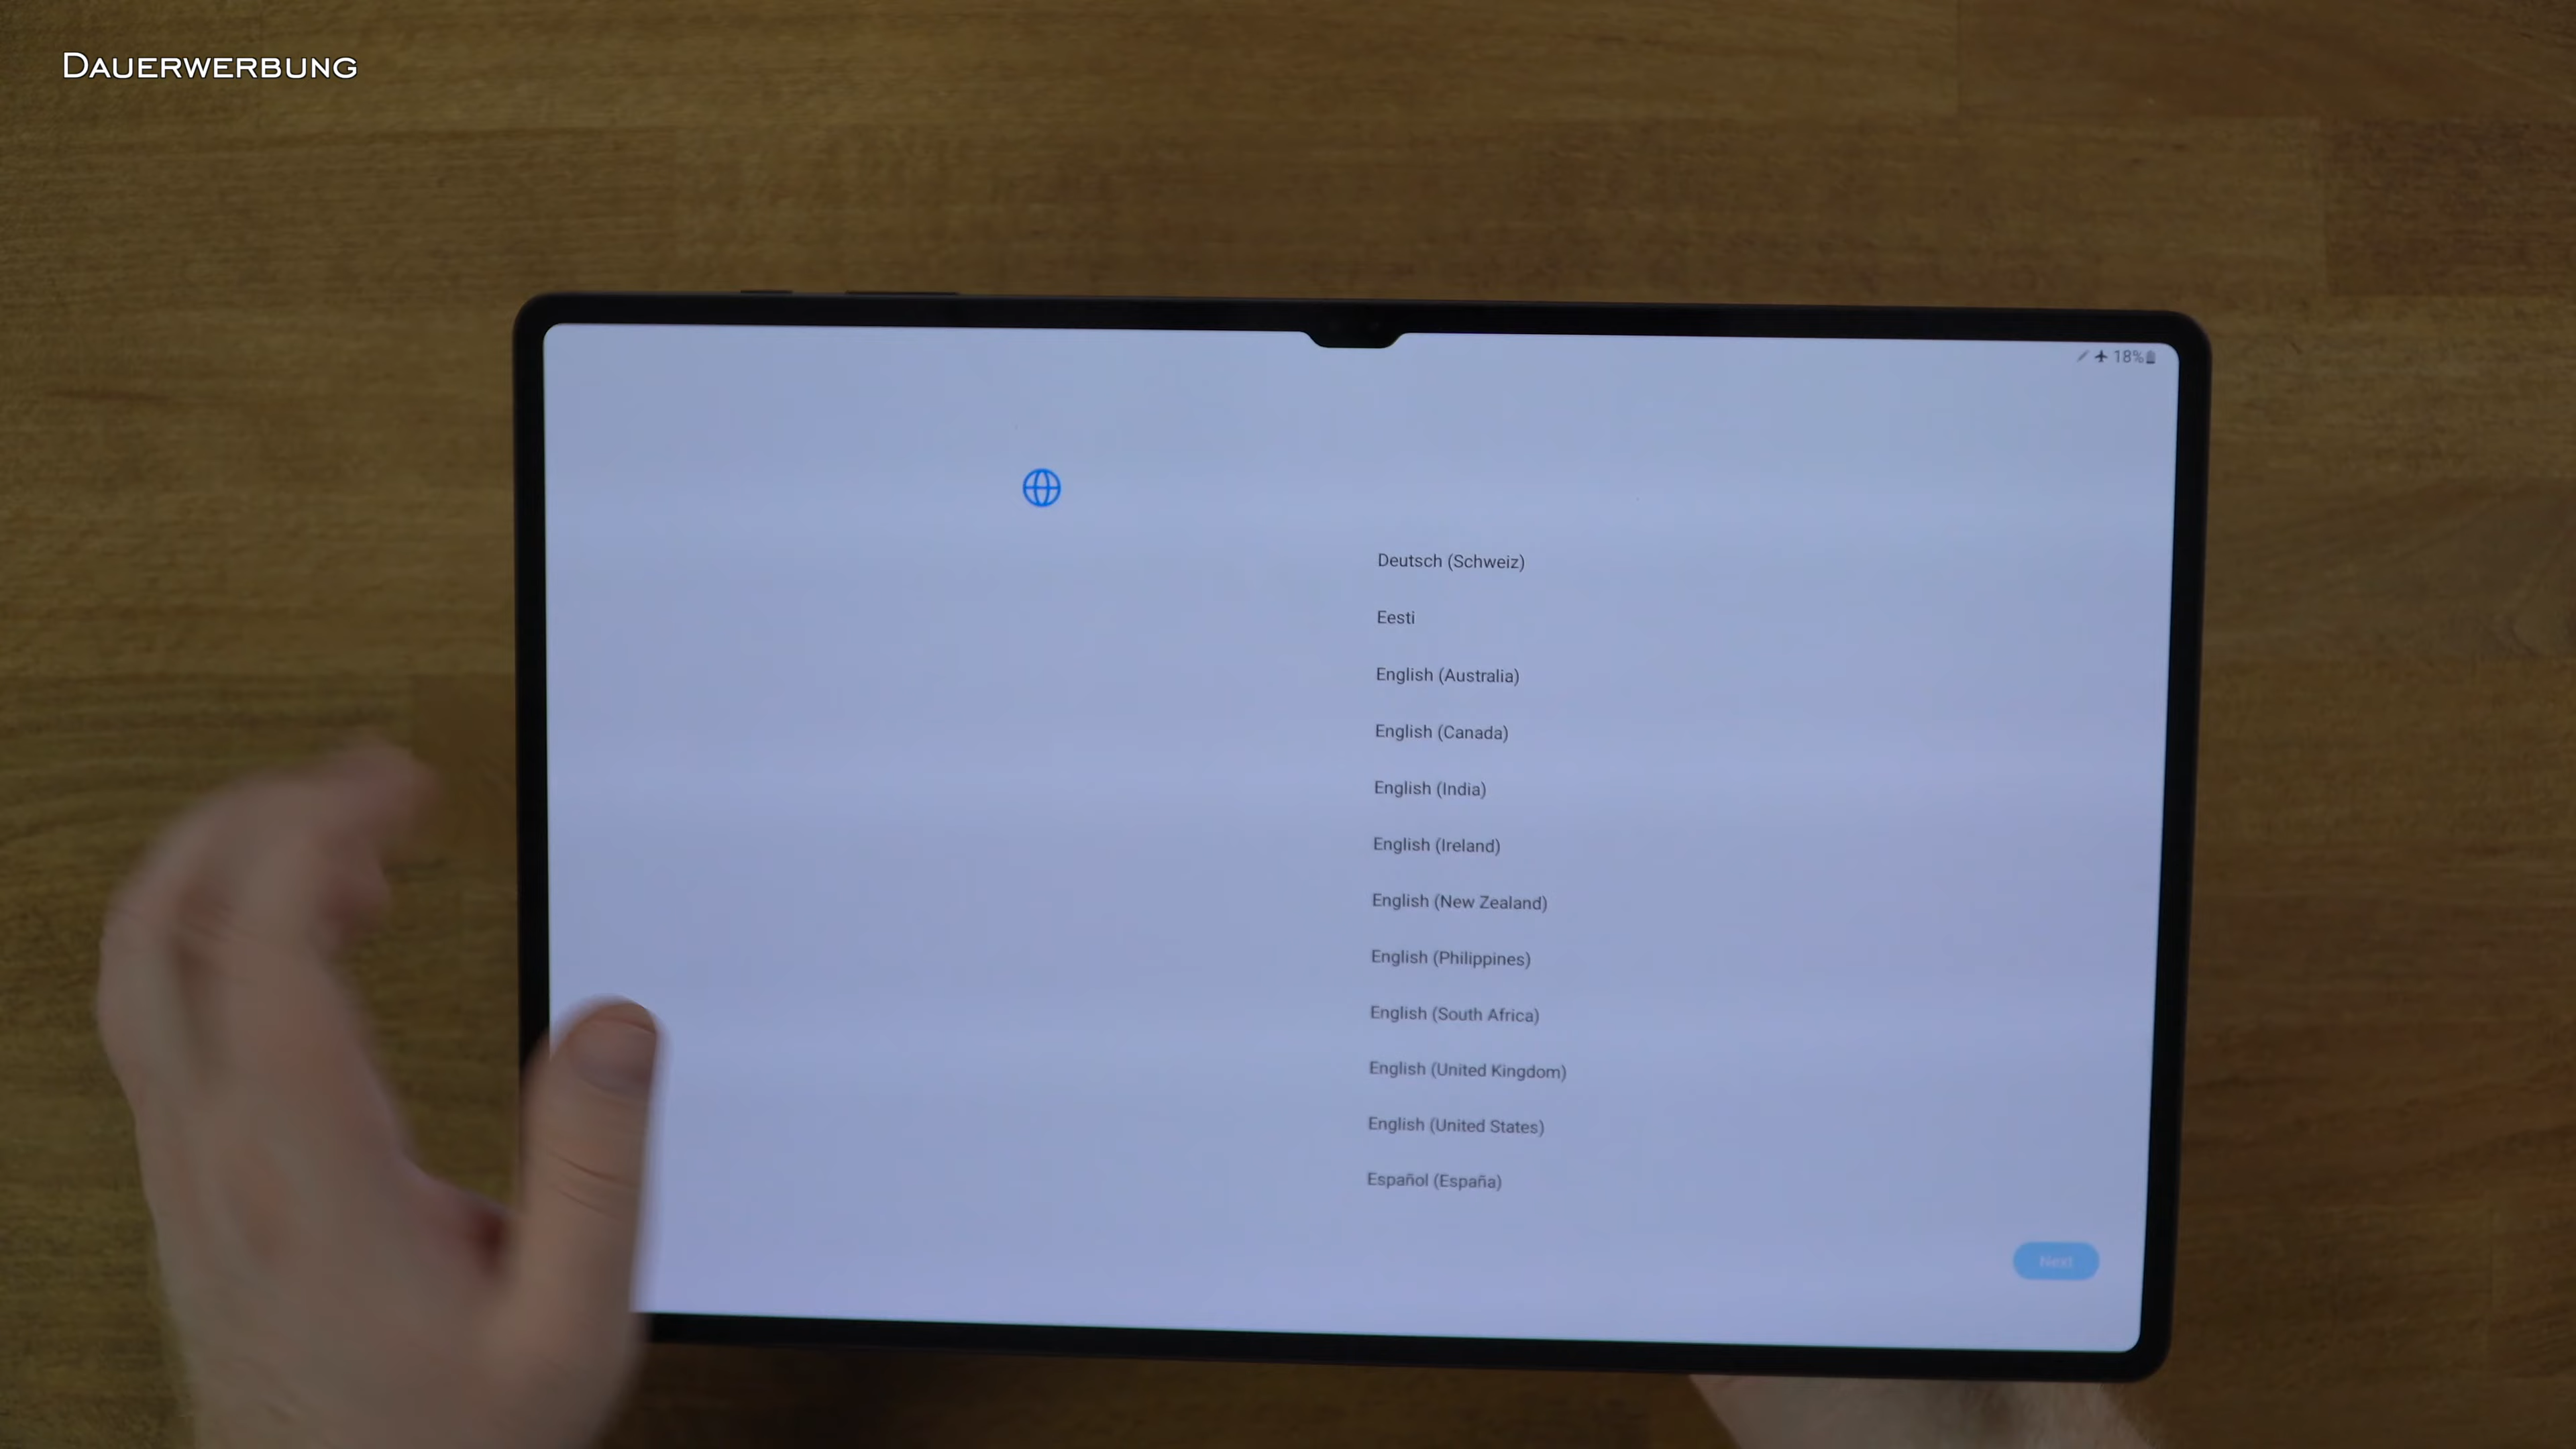 DAUERWERBUNG
18%
Deutsch (Schweiz)
Eesti
English (Australia)
English (Canada)
English (India)
English (Ireland)
English (New Zealand)
English (Philippines)
English (South Africa)
English (United Kingdom)
English (United States)
Español (España)
Next